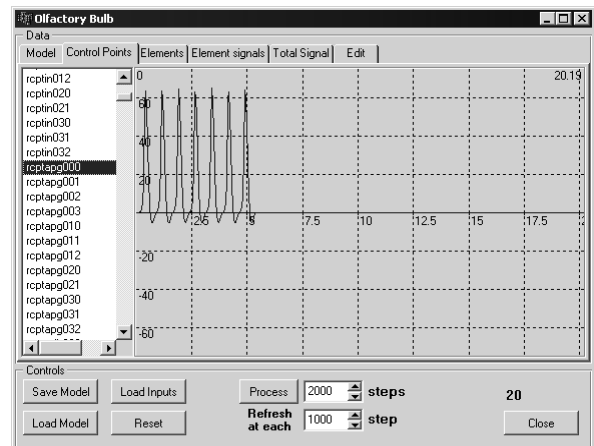 Olfactory Bulb
Data
Model Control Points Elements Element signals Total Signal Edit
rcptin012
rcptin020
rcptin021
rcptin030
rcptin031
rcptin032
rcptapg000
rcptapg001
rcptapg002
rcptapg003
rcptapg010
rcptapg011
rcptapg012
rcptapg020
rcptapg021
rcptapg030
rcptapg031
rcptapg032
0 20.19
60
40
20
2.5 5 7.5 10 12.5 15 17.5
-20
-40
-60
Controls
Save Model Load Inputs Process 2000 steps 20
Load Model Reset Refresh at each 1000 step Close